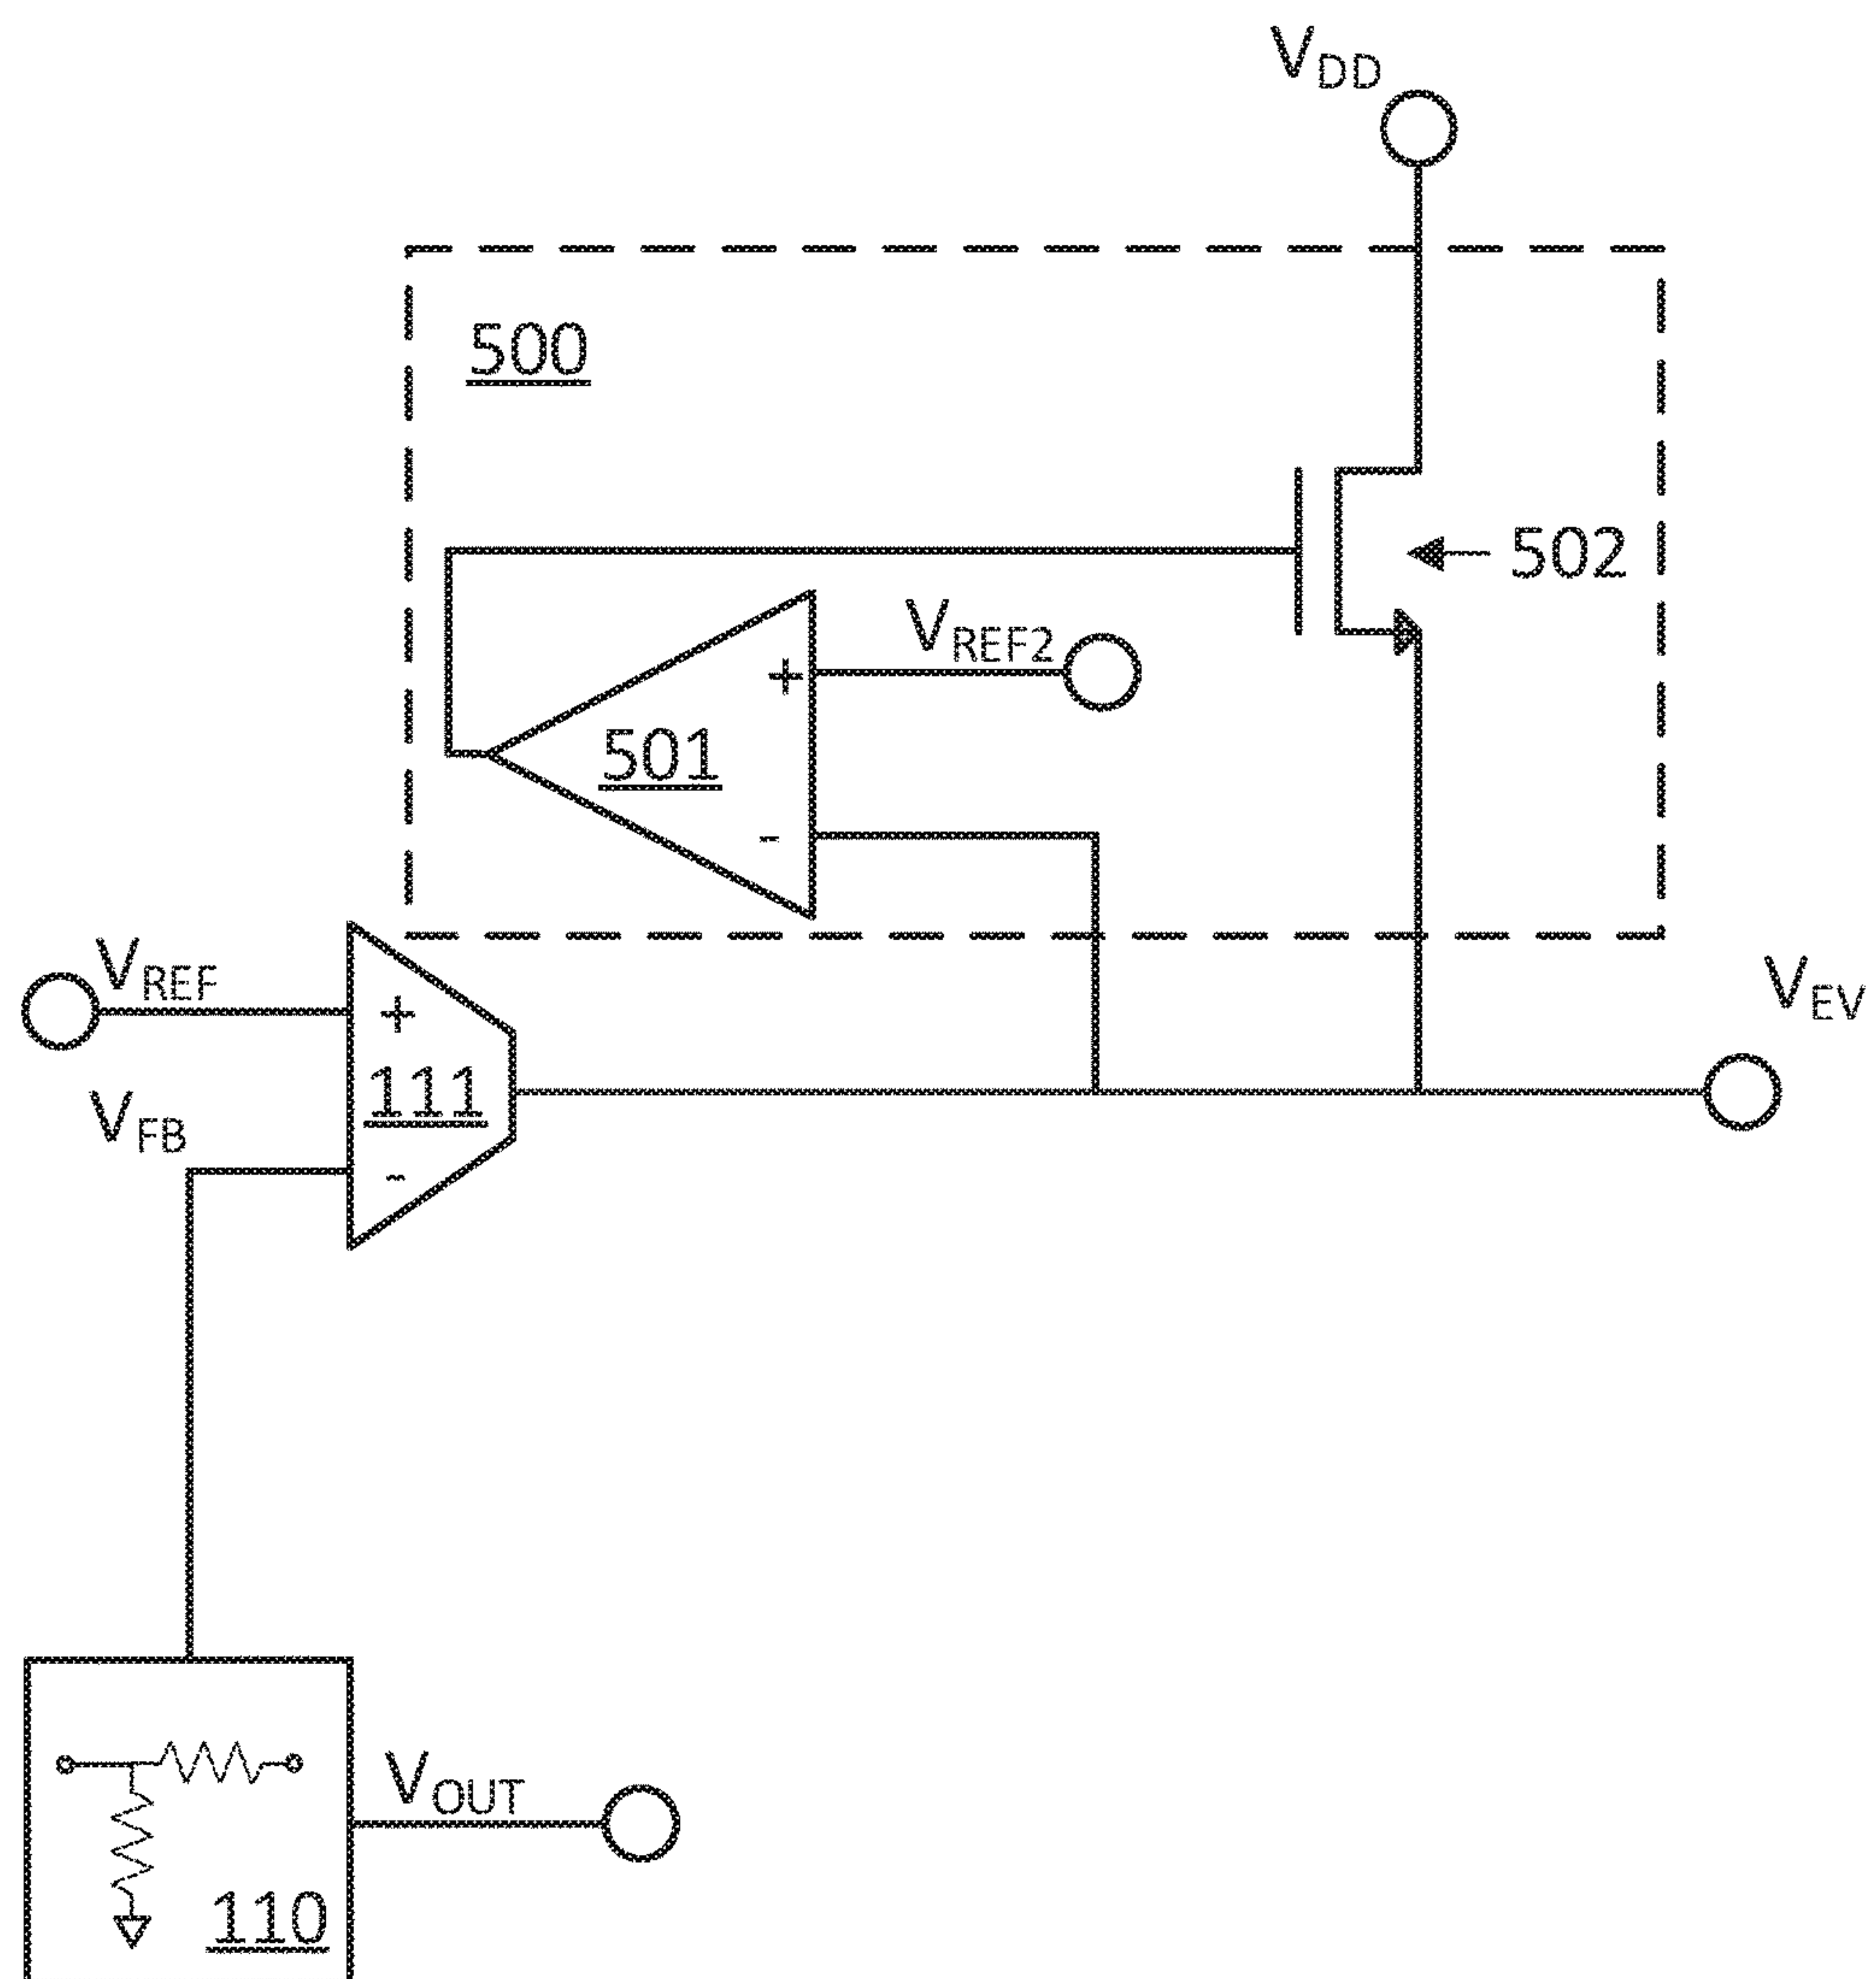 VDD
500
502
VREF2
+
501
-
VREF
VEV
+
111
VFB
-
VOUT
110